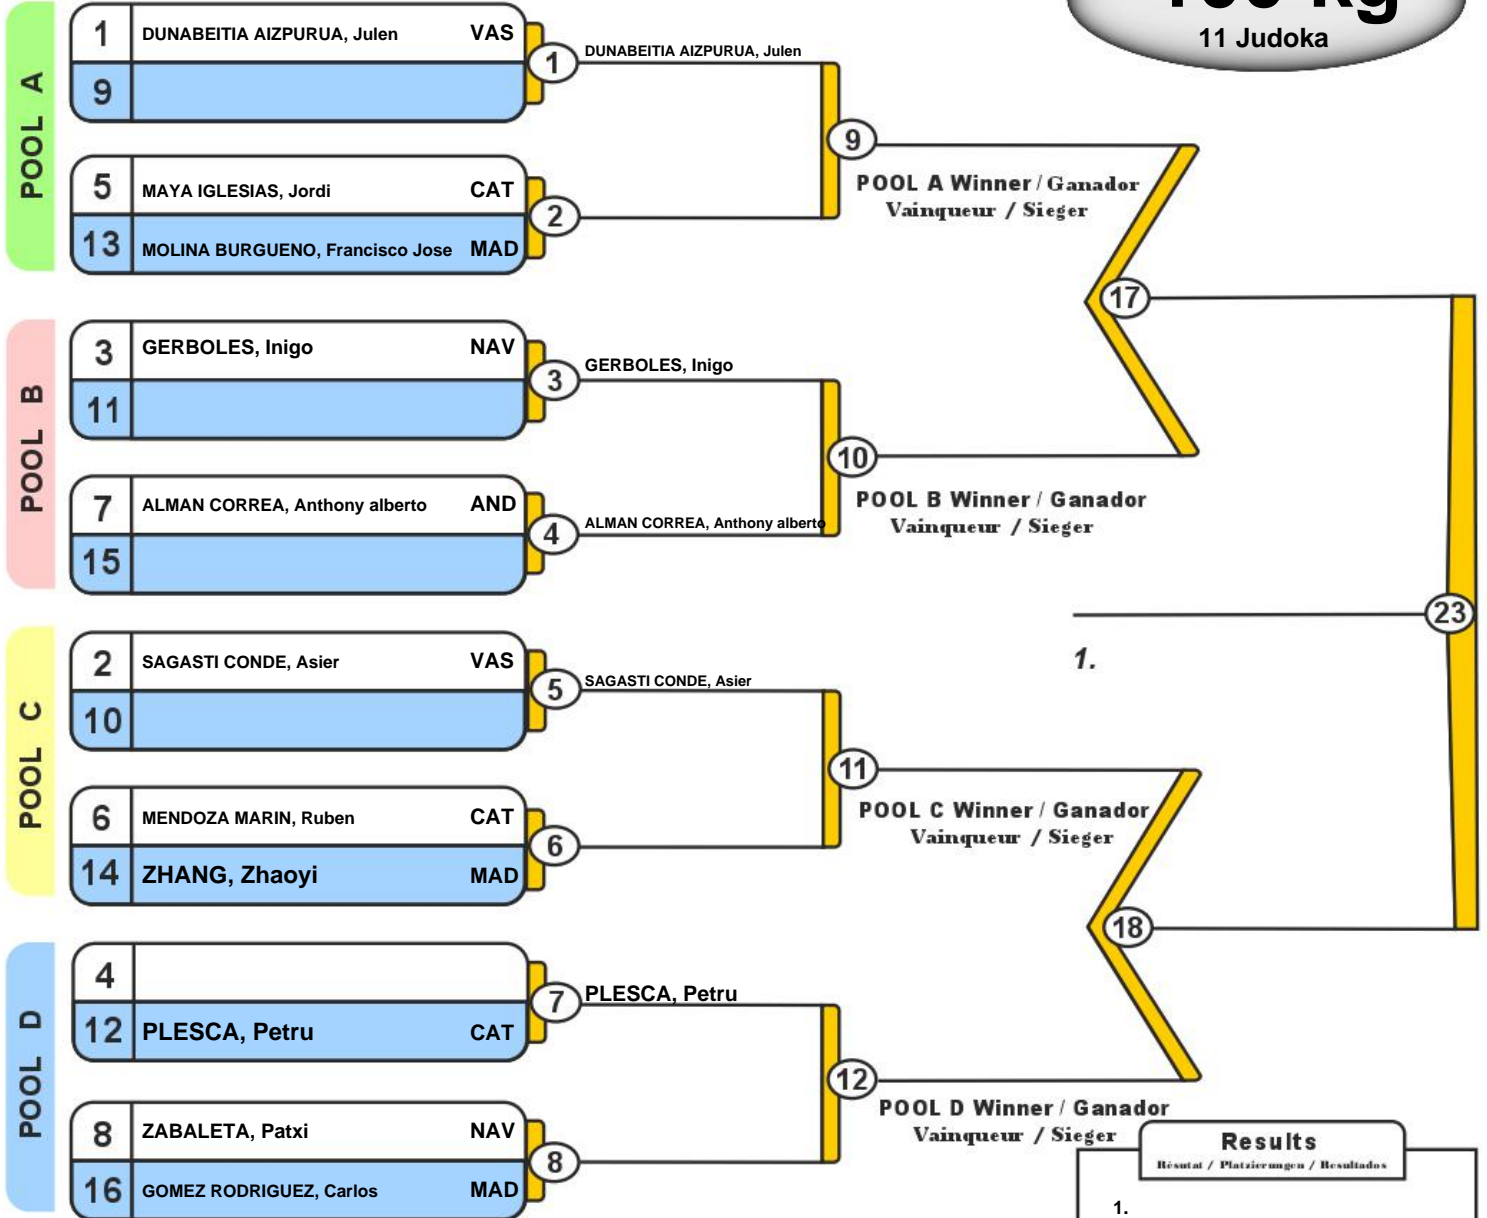 11 Judoka
POOL A
1 DUNABEITIA AIZPURUA, Julen VAS
9
1
DUNABEITIA AIZPURUA, Julen
5 MAYA IGLESIAS, Jordi CAT
13 MOLINA BURGUENO, Francisco Jose MAD
2
9
POOL A Winner / Ganador
Vainqueur / Sieger
POOL B
3 GERBOLES, Inigo NAV
11
3
GERBOLES, Inigo
7 ALMAN CORREA, Anthony alberto AND
15
4
ALMAN CORREA, Anthony alberto
10
POOL B Winner / Ganador
Vainqueur / Sieger
17
POOL C
2 SAGASTI CONDE, Asier VAS
10
5
SAGASTI CONDE, Asier
6 MENDOZA MARIN, Ruben CAT
14 ZHANG, Zhaoyi MAD
6
11
POOL C Winner / Ganador
Vainqueur / Sieger
POOL D
4
12 PLESCA, Petru CAT
7
PLESCA, Petru
8 ZABALETA, Patxi NAV
16 GOMEZ RODRIGUEZ, Carlos MAD
8
12
POOL D Winner / Ganador
Vainqueur / Sieger
18
23
1.
Results
Résutat / Platzierungen / Resultados
1.